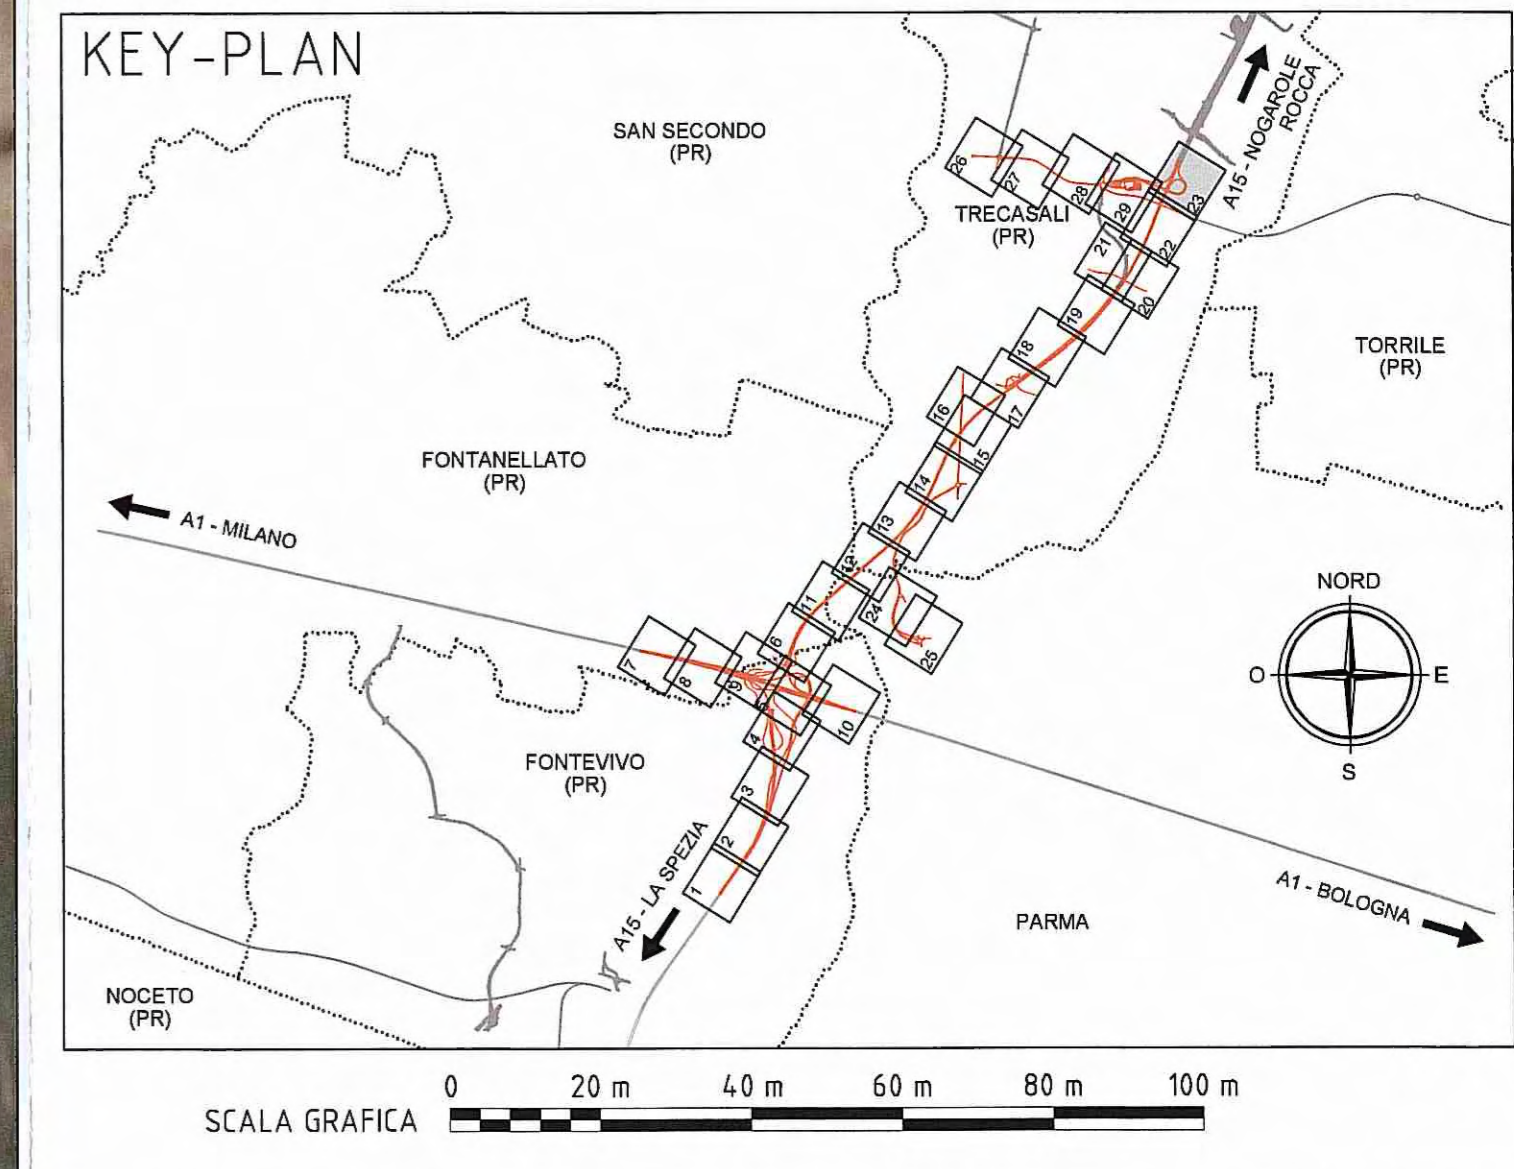 KEY-PLAN
SAN SECONDO
(PR)
A15 - NOGAROLE
ROCCA
26
27
28
29
23
TRECASALI
(PR)
21
22
20
19
TORRILE
(PR)
18
17
16
15
FONTANELLATO
(PR)
14
13
A1 - MILANO
12
11
24
25
NORD
O
E
S
6
7
8
9
5
10
4
FONTEVIVO
(PR)
3
2
1
A15 - LA SPEZIA
A1 - BOLOGNA
PARMA
NOCETO
(PR)
0 20 m 40 m 60 m 80 m 100 m
SCALA GRAFICA